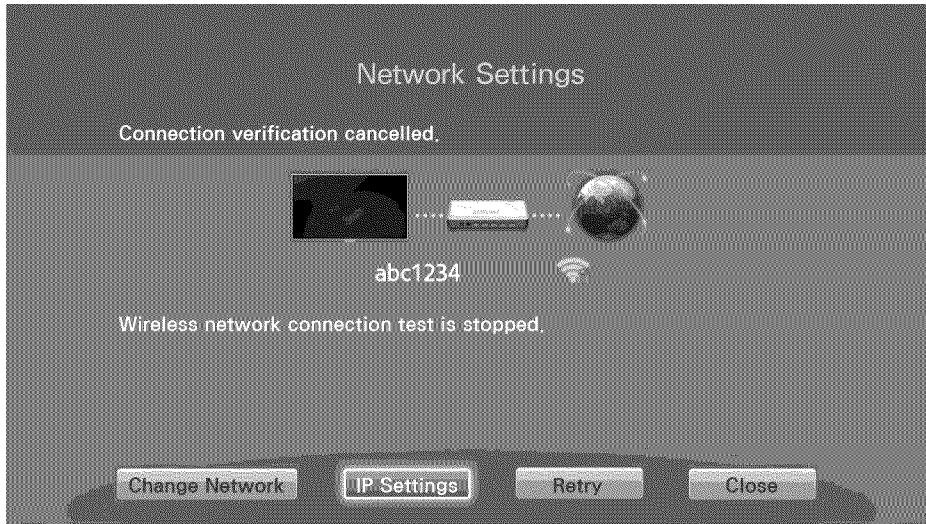 Network Settings
Connection verification cancelled.
abc1234
Wireless network connection test is stopped.
Change Network IP Settings Retry Close